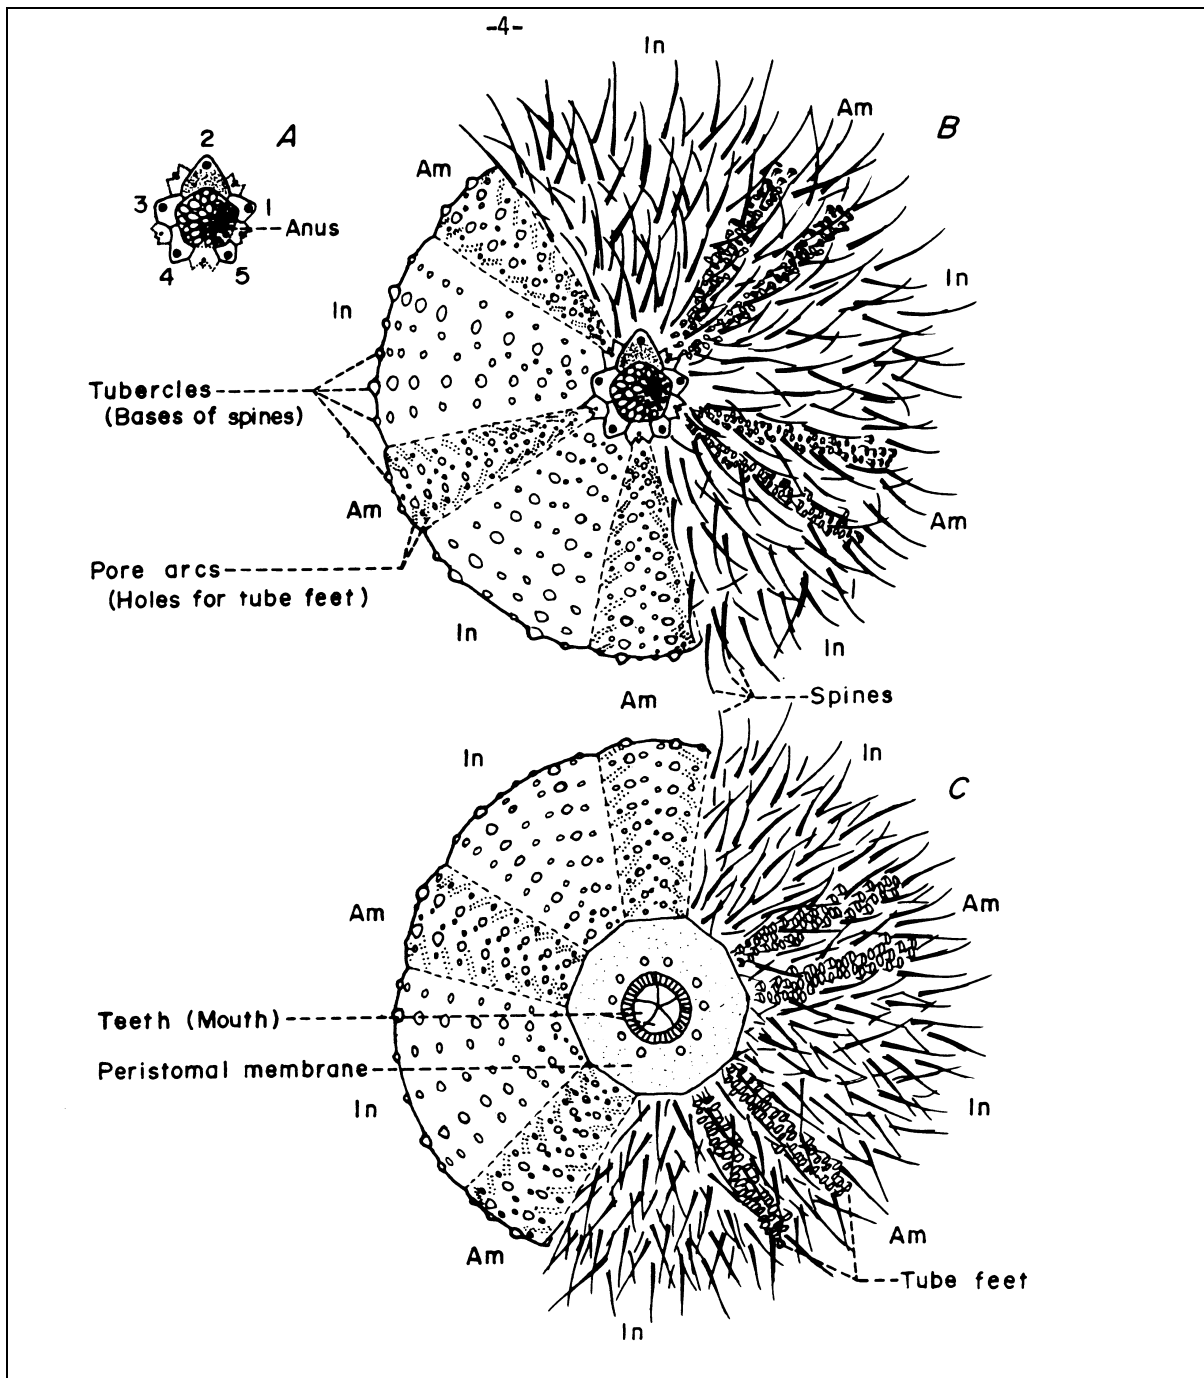 -4-
In
Am
B
A
2
Am
3
1
Anus
4
5
In
In
Tubercles
(Bases of spines)
Am
Am
Pore arcs
(Holes for tube feet)
In
In
Am
Spines
In
In
C
Am
Am
Teeth (Mouth)
Peristomal membrane
In
In
Am
Am
Tube feet
In